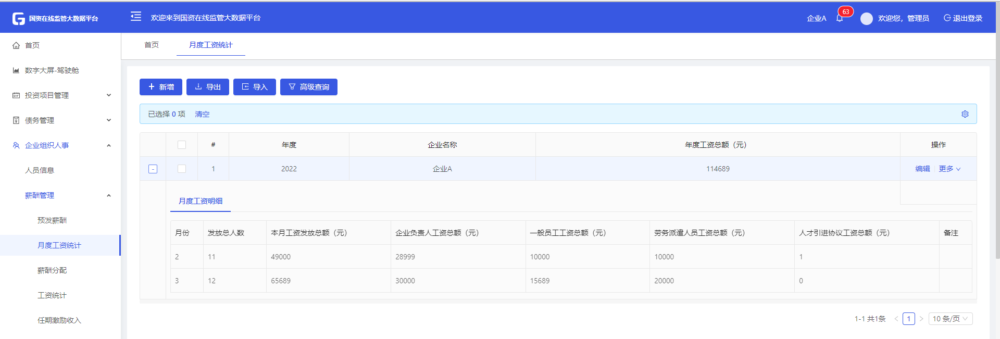 国资在线监管大数据平台
欢迎来到国资在线监管大数据平台
企业A
63
欢迎您，管理员
退出登录
首页
数字大屏-驾驶舱
投资项目管理
债务管理
企业组织人事
人员信息
薪酬管理
预发薪酬
月度工资统计
薪酬分配
工资统计
任期激励收入
首页 月度工资统计
新增 导出 导入 高级查询
已选择 0 项 清空
# 年度 企业名称 年度工资总额（元） 操作
1 2022 企业A 114689 编辑 更多
月度工资明细
月份 发放总人数 本月工资发放总额（元） 企业负责人工资总额（元） 一般员工工资总额（元） 劳务派遣人员工资总额（元） 人才引进协议工资总额（元） 备注
2 11 49000 28999 10000 10000 1
3 12 65689 30000 15689 20000 0
1-1 共1条 < 1 > 10 条/页